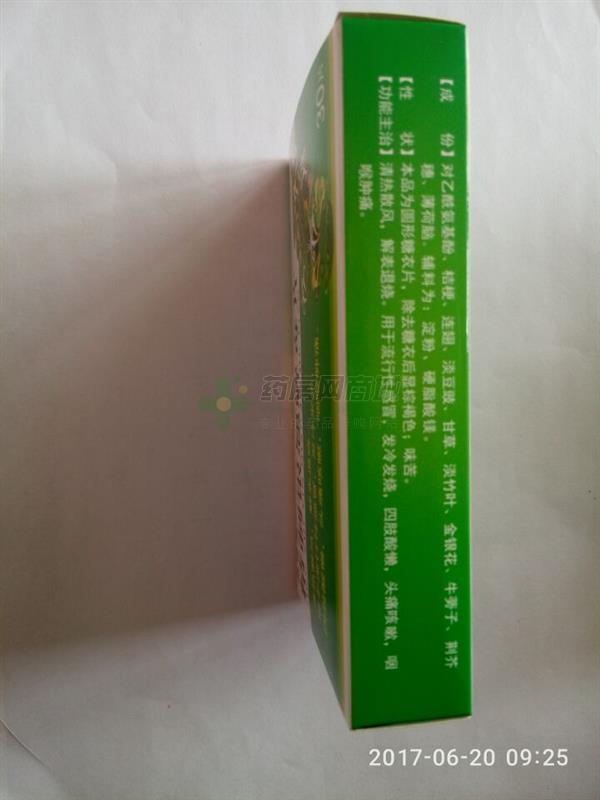 【成　份】对乙酰氨基酚、桔梗、连翘、淡豆豉、甘草、淡竹叶、金银花、牛蒡子、荆芥
穗、薄荷脑。辅料为：淀粉、硬脂酸镁。
【性　状】本品为圆形糖衣片，除去糖衣后显棕褐色；味苦。
【功能主治】清热散风，解表退烧。用于流行性感冒，发冷发烧，四肢酸懒，头痛咳嗽，咽
喉肿痛。
药房网商城
2017-06-20 09:25